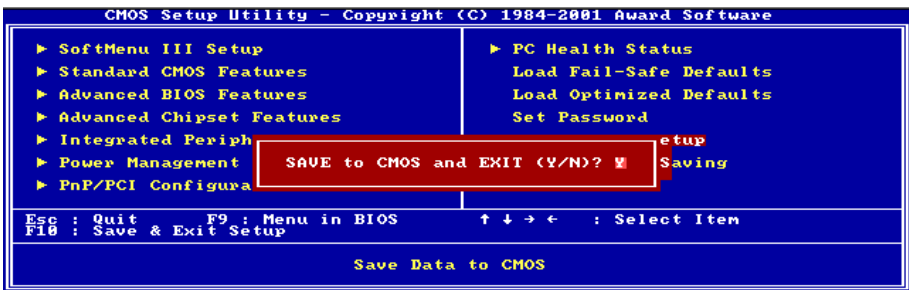 CMOS Setup Utility - Copyright (C) 1984-2001 Award Software
▶ SoftMenu III Setup
▶ Standard CMOS Features
▶ Advanced BIOS Features
▶ Advanced Chipset Features
▶ Integrated Periph
▶ Power Management
▶ PnP/PCI Configura
▶ PC Health Status
Load Fail-Safe Defaults
Load Optimized Defaults
Set Password
etup
Saving
SAVE to CMOS and EXIT (Y/N)? Y
Esc : Quit F9 : Menu in BIOS ↑ ↓ → ← : Select Item
F10 : Save & Exit Setup
Save Data to CMOS